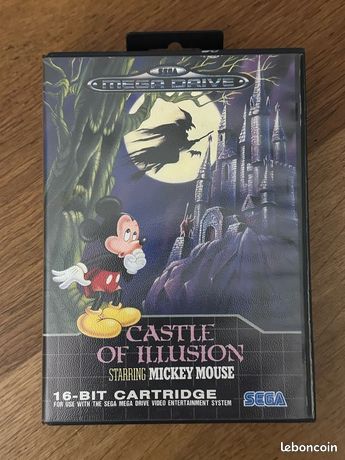 SEGA
MEGA DRIVE
CASTLE
OF ILLUSION
STARRING MICKEY MOUSE
16-BIT CARTRIDGE
FOR USE WITH THE SEGA MEGA DRIVE VIDEO ENTERTAINMENT SYSTEM
SEGA
leboncoin